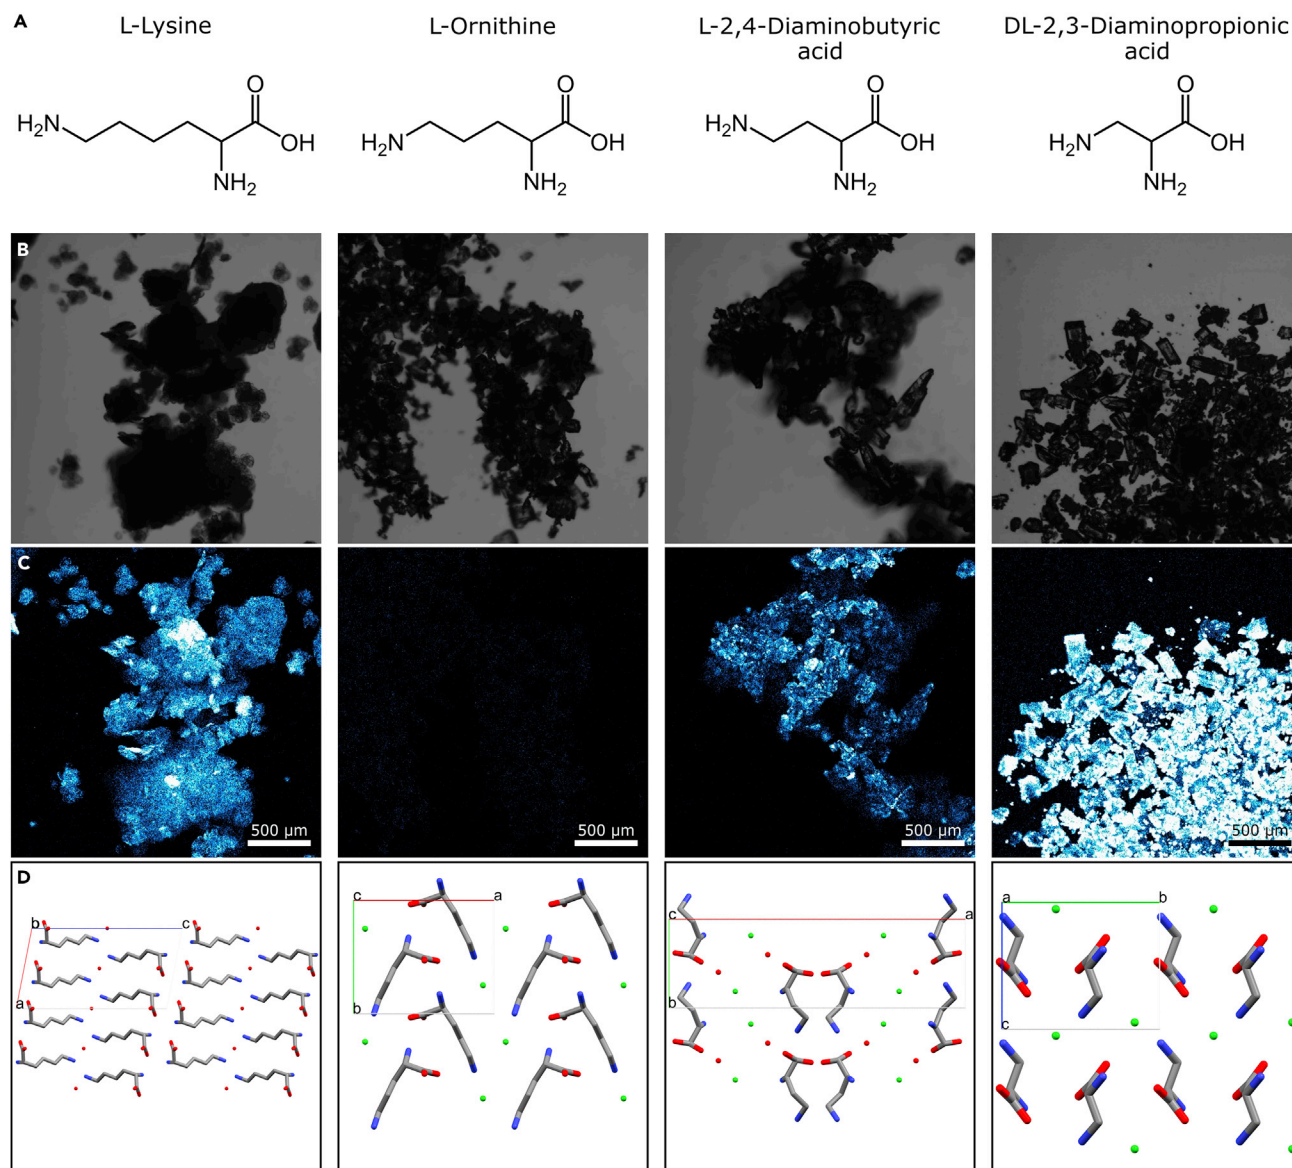 A
L-Lysine
L-Ornithine
L-2,4-Diaminobutyric
acid
DL-2,3-Diaminopropionic
acid
O
H₂N
OH
NH₂
O
H₂N
OH
NH₂
O
H₂N
OH
NH₂
O
H₂N
OH
NH₂
B
C
500 µm
500 µm
500 µm
500 µm
D
b
c
a
c
a
b
c
a
b
a
b
c